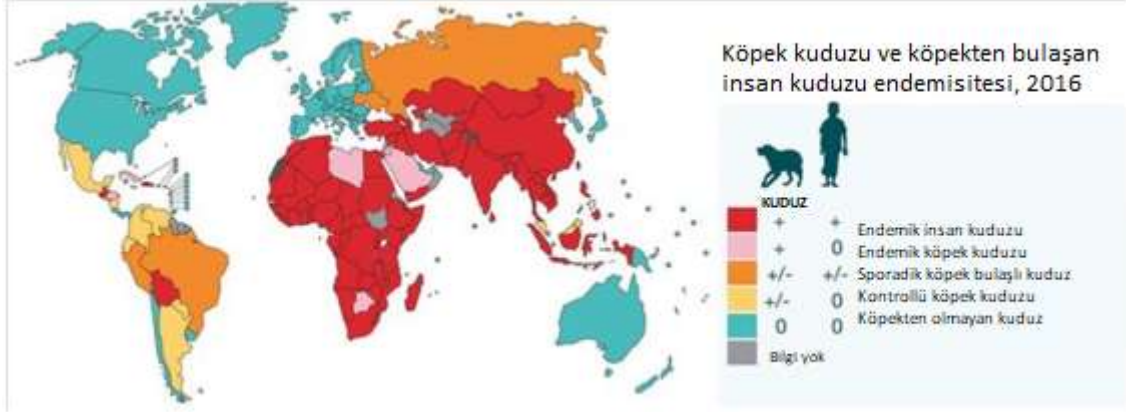 Köpek kuduzu ve köpekten bulaşan
insan kuduzu endemisitesi, 2016
KUDUZ
+ + Endemik insan kuduzu
+ 0 Endemik köpek kuduzu
+/- +/- Sporadik köpek bulaşlı kuduz
+/- 0 Kontrollü köpek kuduzu
0 0 Köpekten olmayan kuduz
Bilgi yok